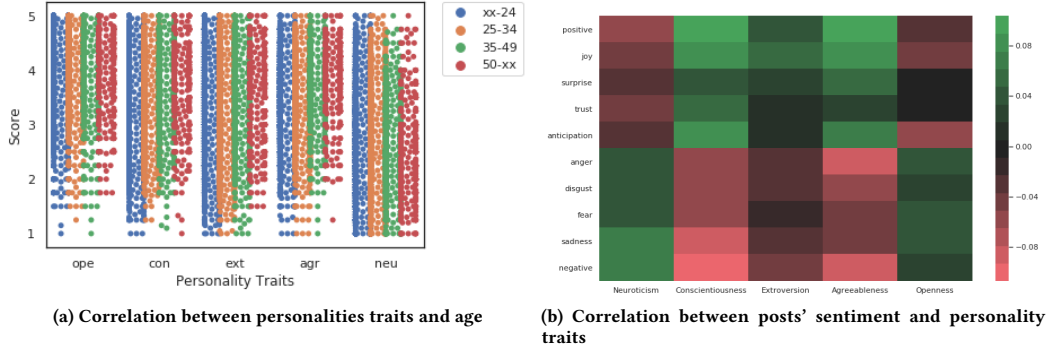 5
4
3
2
1
Score
ope con ext agr neu
Personality Traits
xx-24
25-34
35-49
50-xx
(a) Correlation between personalities traits and age
positive
joy
surprise
trust
anticipation
anger
disgust
fear
sadness
negative
Neuroticism Conscientiousness Extroversion Agreeableness Openness
0.08
0.04
0.00
−0.04
−0.08
(b) Correlation between posts' sentiment and personality
traits